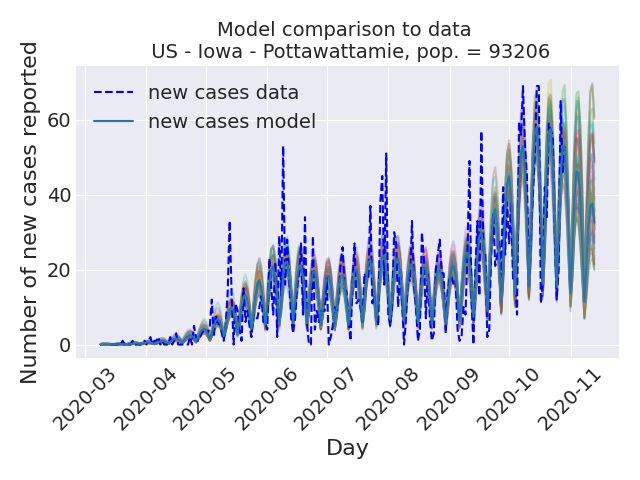 Model comparison to data
US - Iowa - Pottawattamie, pop. = 93206
Number of new cases reported
60
40
20
0
new cases data
new cases model
2020-03
2020-04
2020-05
2020-06
2020-07
2020-08
2020-09
2020-10
2020-11
Day